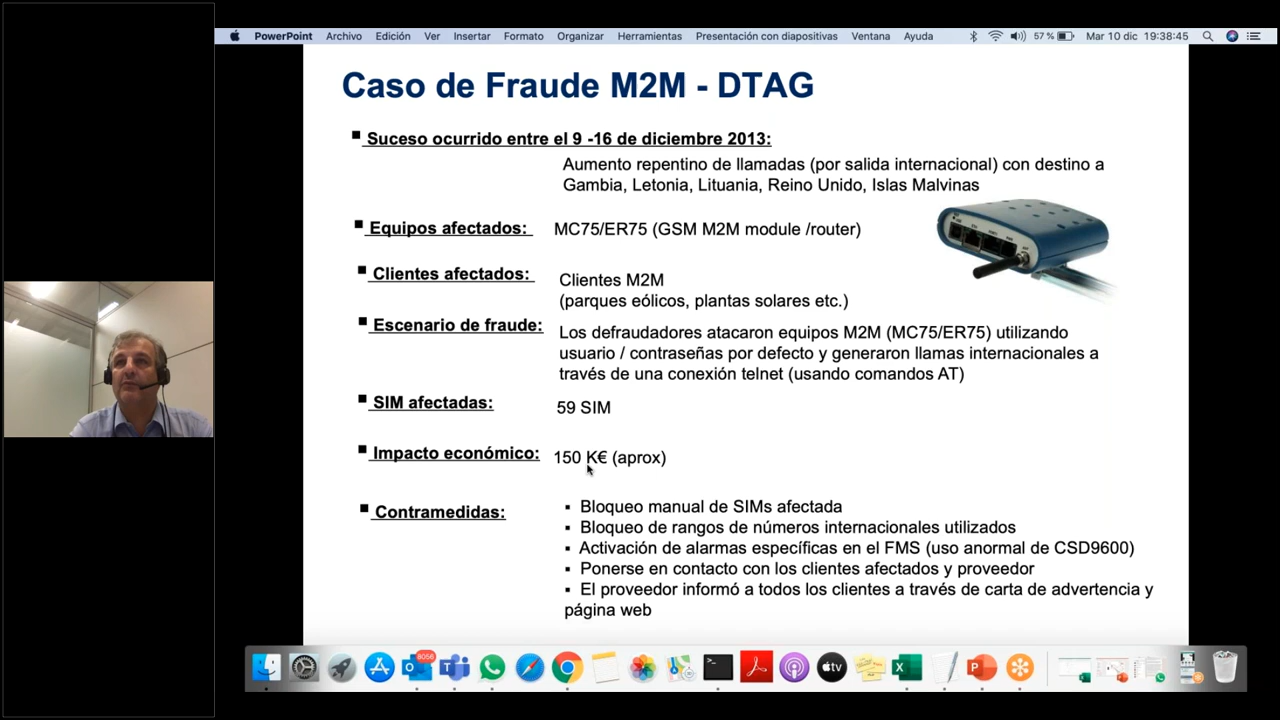 PowerPoint Archivo Edición Ver Insertar Formato Organizar Herramientas Presentación con diapositivas Ventana Ayuda 57 % Mar 10 dic 19:38:45
Caso de Fraude M2M - DTAG
Suceso ocurrido entre el 9 -16 de diciembre 2013:
Aumento repentino de llamadas (por salida internacional) con destino a
Gambia, Letonia, Lituania, Reino Unido, Islas Malvinas
Equipos afectados: MC75/ER75 (GSM M2M module /router)
Clientes afectados: Clientes M2M
(parques eólicos, plantas solares etc.)
Escenario de fraude: Los defraudadores atacaron equipos M2M (MC75/ER75) utilizando
usuario / contraseñas por defecto y generaron llamas internacionales a
través de una conexión telnet (usando comandos AT)
SIM afectadas: 59 SIM
Impacto económico: 150 K€ (aprox)
Contramedidas:
▪ Bloqueo manual de SIMs afectada
▪ Bloqueo de rangos de números internacionales utilizados
▪ Activación de alarmas específicas en el FMS (uso anormal de CSD9600)
▪ Ponerse en contacto con los clientes afectados y proveedor
▪ El proveedor informó a todos los clientes a través de carta de advertencia y
página web
8056
tv